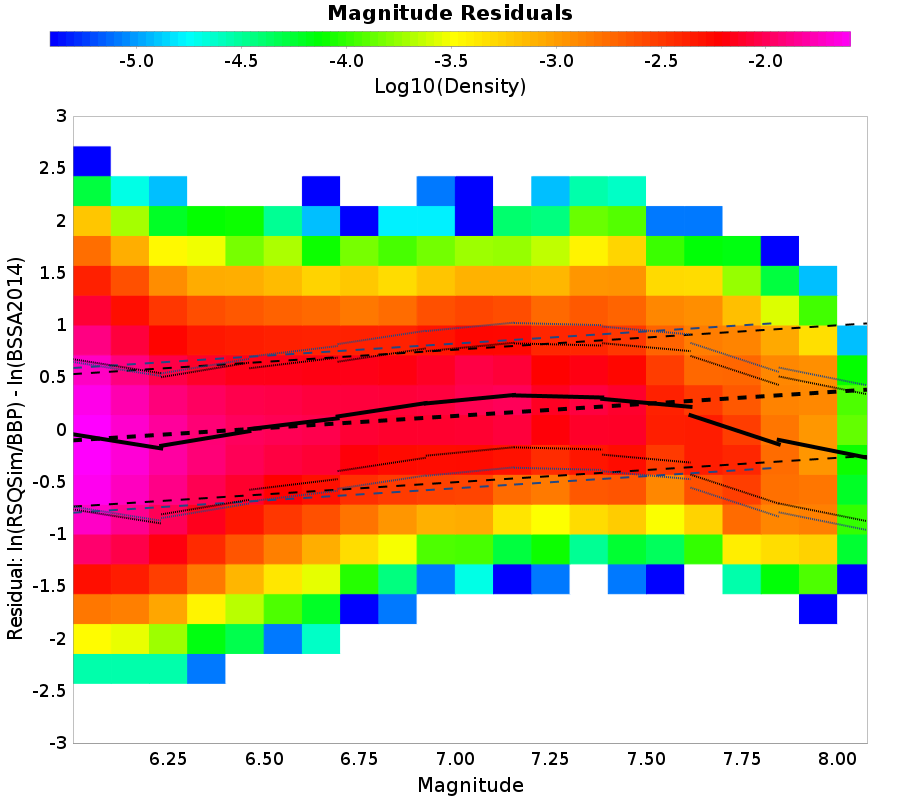 Magnitude Residuals
-5.0 -4.5 -4.0 -3.5 -3.0 -2.5 -2.0
Log10(Density)
Residual: ln(RSQSim/BBP) - ln(BSSA2014)
3
2.5
2
1.5
1
0.5
0
-0.5
-1
-1.5
-2
-2.5
-3
6.25 6.50 6.75 7.00 7.25 7.50 7.75 8.00
Magnitude